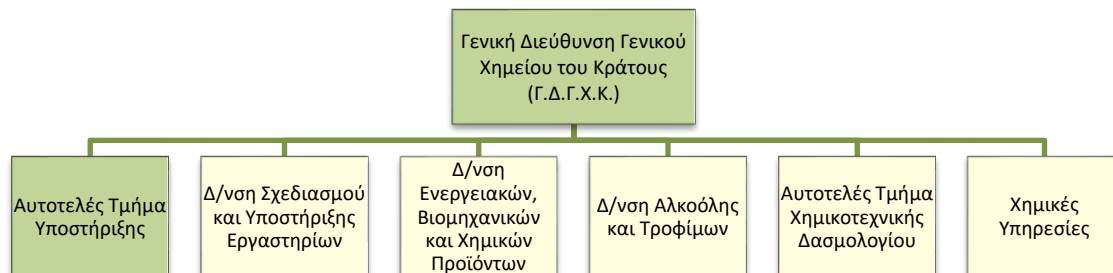 Γενική Διεύθυνση Γενικού
Χημείου του Κράτους
(Γ.Δ.Γ.Χ.Κ.)
Αυτοτελές Τμήμα
Υποστήριξης
Δ/νση Σχεδιασμού
και Υποστήριξης
Εργαστηρίων
Δ/νση
Ενεργειακών,
Βιομηχανικών
και Χημικών
Προϊόντων
Δ/νση Αλκοόλης
και Τροφίμων
Αυτοτελές Τμήμα
Χημικοτεχνικής
Δασμολογίου
Χημικές
Υπηρεσίες